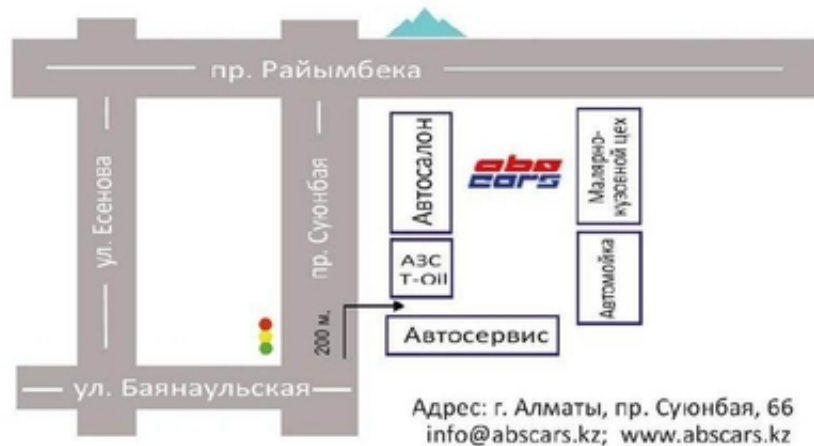 пр. Райымбека
ул. Есенова
пр. Суюнбая
Автосалон
abs
cars
Малярно-
кузовной цех
АЗС
T-Oil
Автомойка
200 м.
Автосервис
ул. Баянаульская
Адрес: г. Алматы, пр. Суюнбая, 66
info@abscars.kz; www.abscars.kz